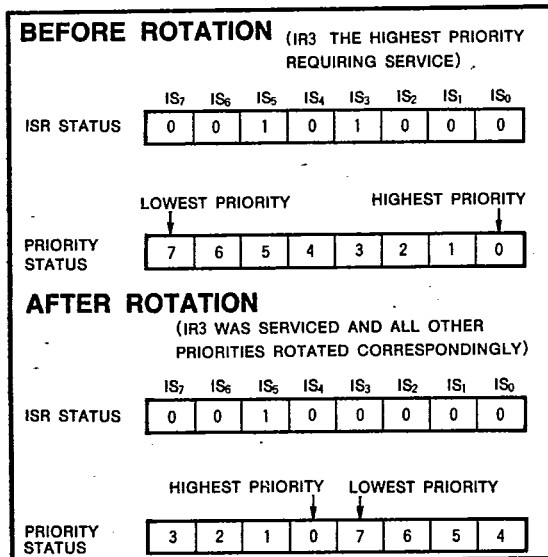 BEFORE ROTATION (IR3 THE HIGHEST PRIORITY
REQUIRING SERVICE)
IS7 IS6 IS5 IS4 IS3 IS2 IS1 IS0
ISR STATUS 0 0 1 0 1 0 0 0
LOWEST PRIORITY HIGHEST PRIORITY
PRIORITY
STATUS 7 6 5 4 3 2 1 0
AFTER ROTATION
(IR3 WAS SERVICED AND ALL OTHER
PRIORITIES ROTATED CORRESPONDINGLY)
IS7 IS6 IS5 IS4 IS3 IS2 IS1 IS0
ISR STATUS 0 0 1 0 0 0 0 0
HIGHEST PRIORITY LOWEST PRIORITY
PRIORITY
STATUS 3 2 1 0 7 6 5 4